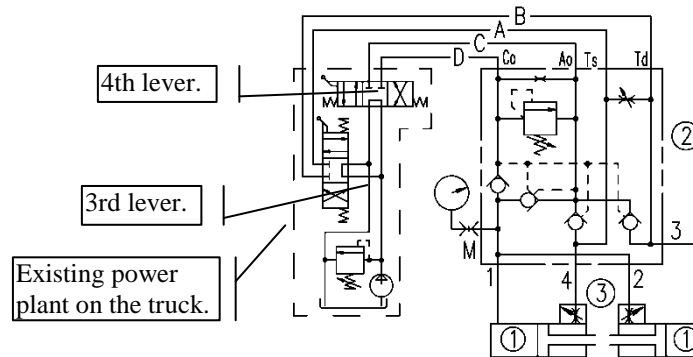 B
A
C
D
Ca
Ao
Ts
Td
4th lever.
2
3rd lever.
3
M
Existing power
plant on the truck.
1
4
3
2
1
1